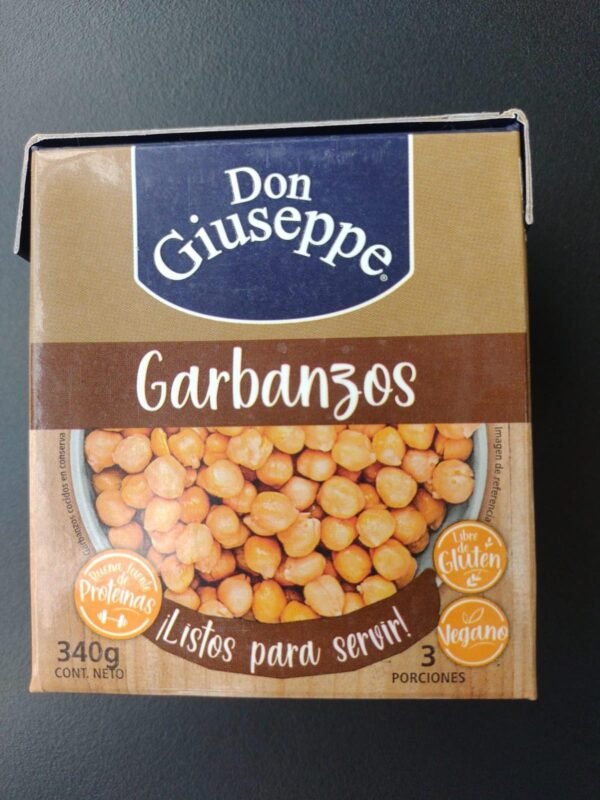 Don
Giuseppe®
Garbanzos
Garbanzos cocidos en conserva
Imagen de referencia
Buena fuente
de
Proteínas
Libre
de
Gluten
¡Listos para servir!
Vegano
340g
CONT. NETO
3
PORCIONES